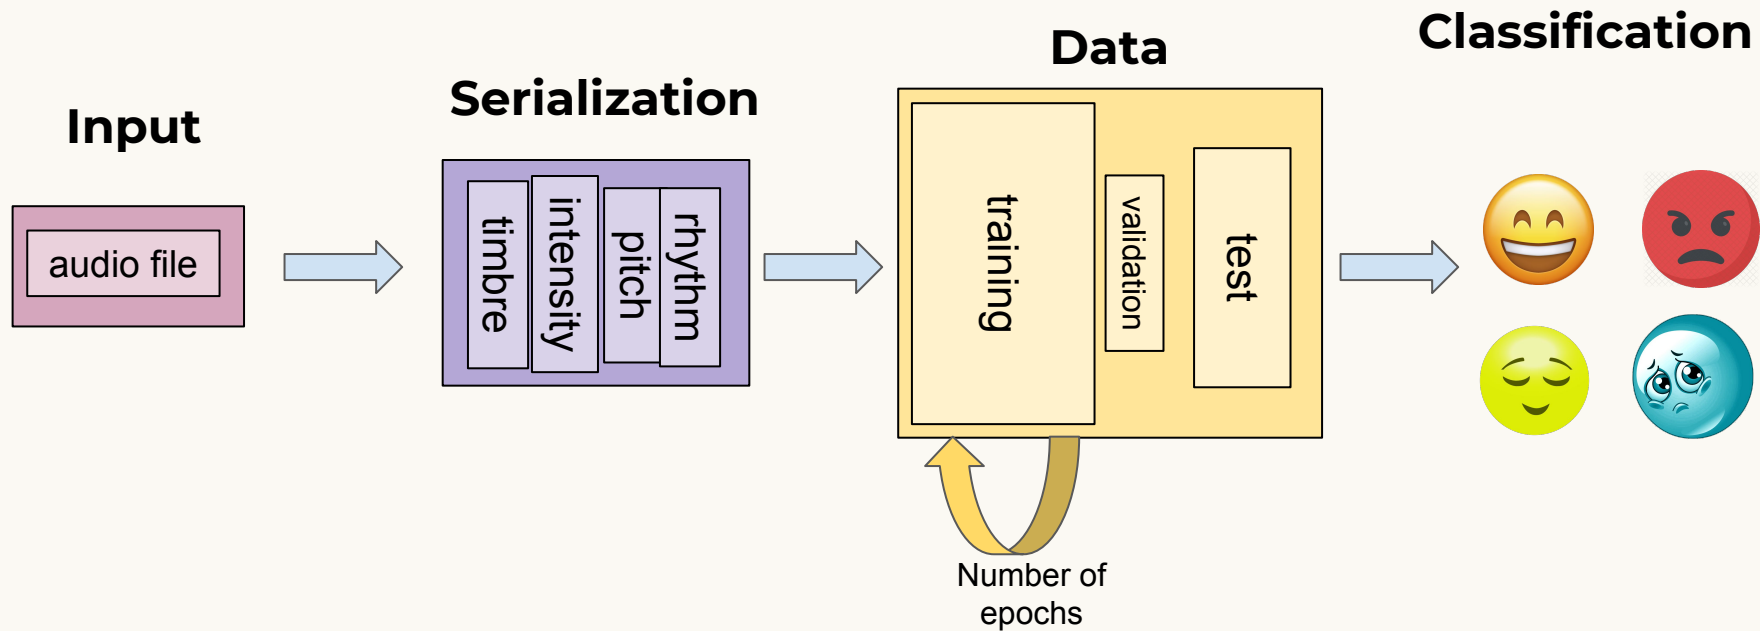 Input
audio file
Serialization
timbre
intensity
pitch
rhythm
Data
training
validation
test
Number of
epochs
Classification